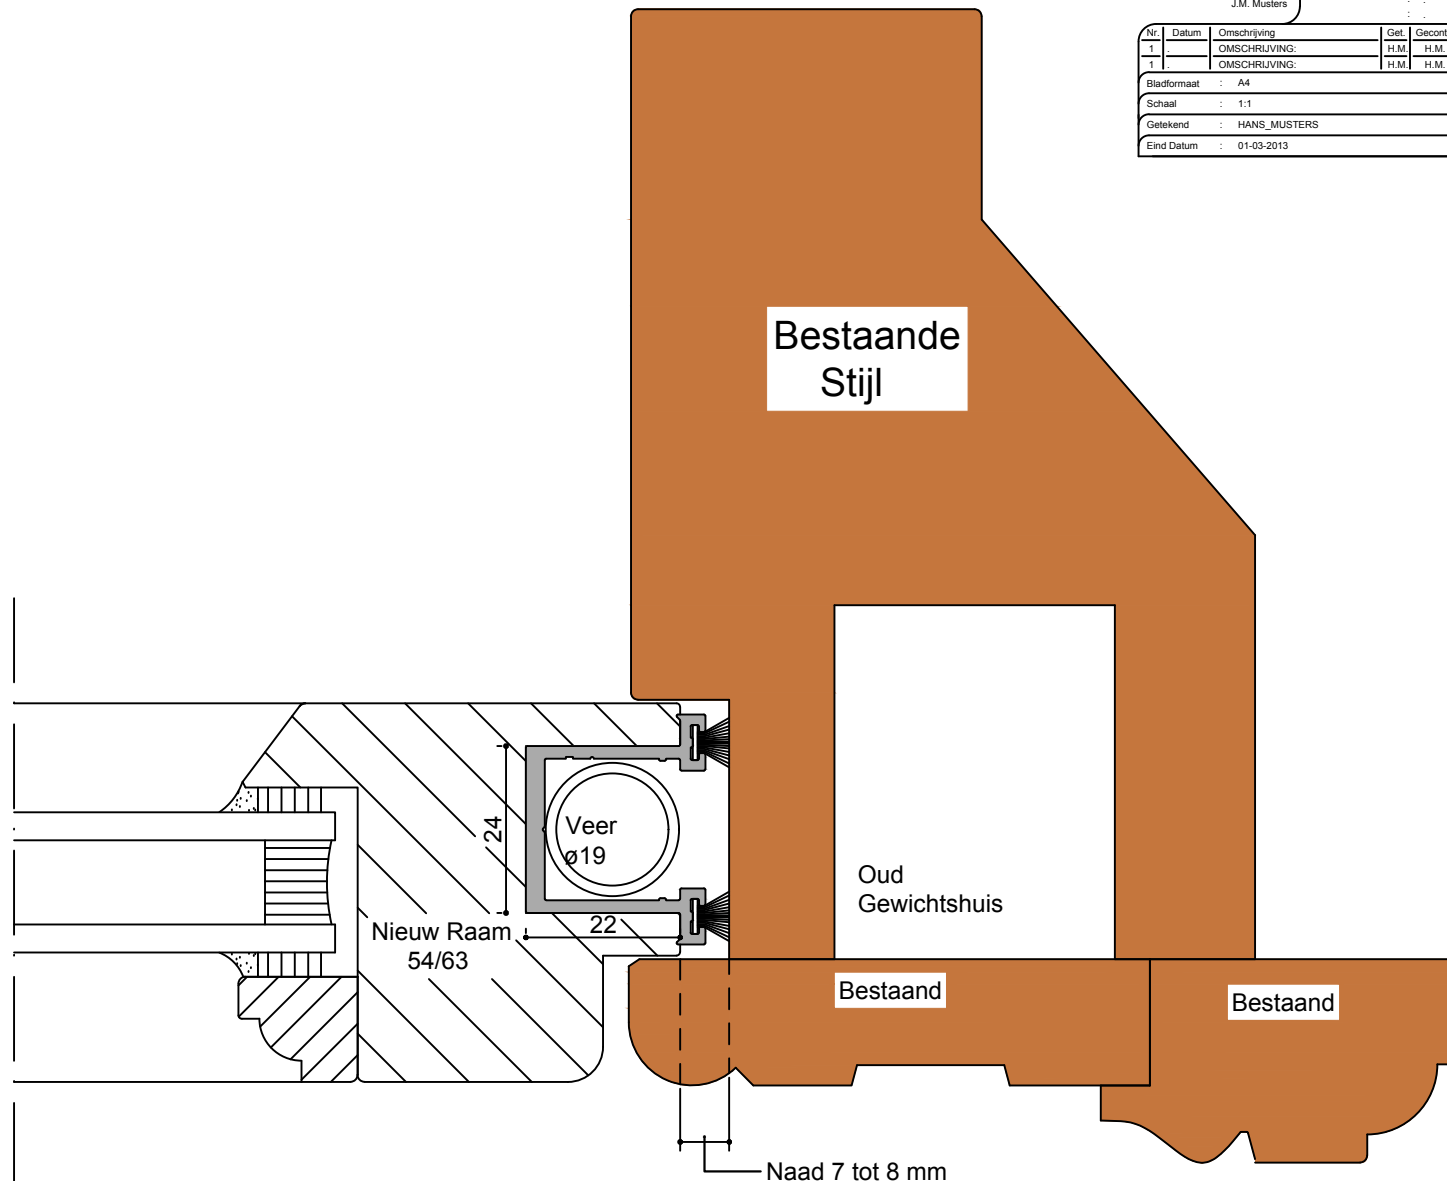 J.M. Musters
Nr. Datum Omschrijving Get. Gecont
1 . OMSCHRIJVING: H.M. H.M.
1 . OMSCHRIJVING: H.M. H.M.
Bladformaat : A4
Schaal : 1:1
Getekend : HANS_MUSTERS
Eind Datum : 01-03-2013
Bestaande
Stijl
24
Veer
ø19
22
Nieuw Raam
54/63
Oud
Gewichtshuis
Bestaand
Bestaand
Naad 7 tot 8 mm